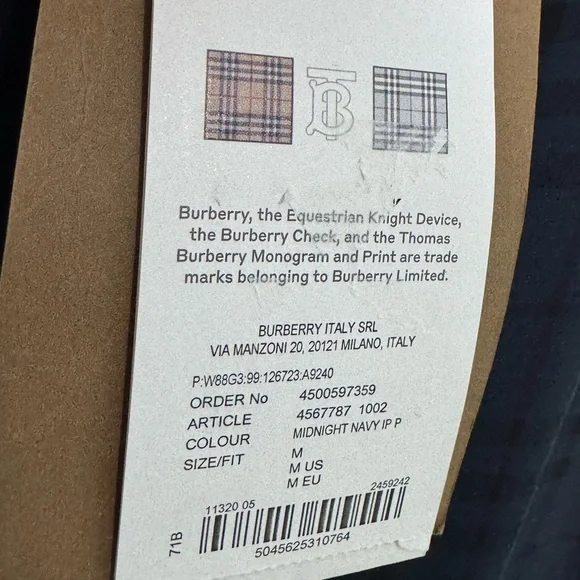 Burberry, the Equestrian Knight Device,
the Burberry Check, and the Thomas
Burberry Monogram and Print are trade
marks belonging to Burberry Limited.
BURBERRY ITALY SRL
VIA MANZONI 20, 20121 MILANO, ITALY
P:W88G3:99:126723:A9240
ORDER No 4500597359
ARTICLE 4567787 1002
COLOUR MIDNIGHT NAVY IP P
SIZE/FIT M
M US
M EU
11320 05 2459242
71B
5045625310764